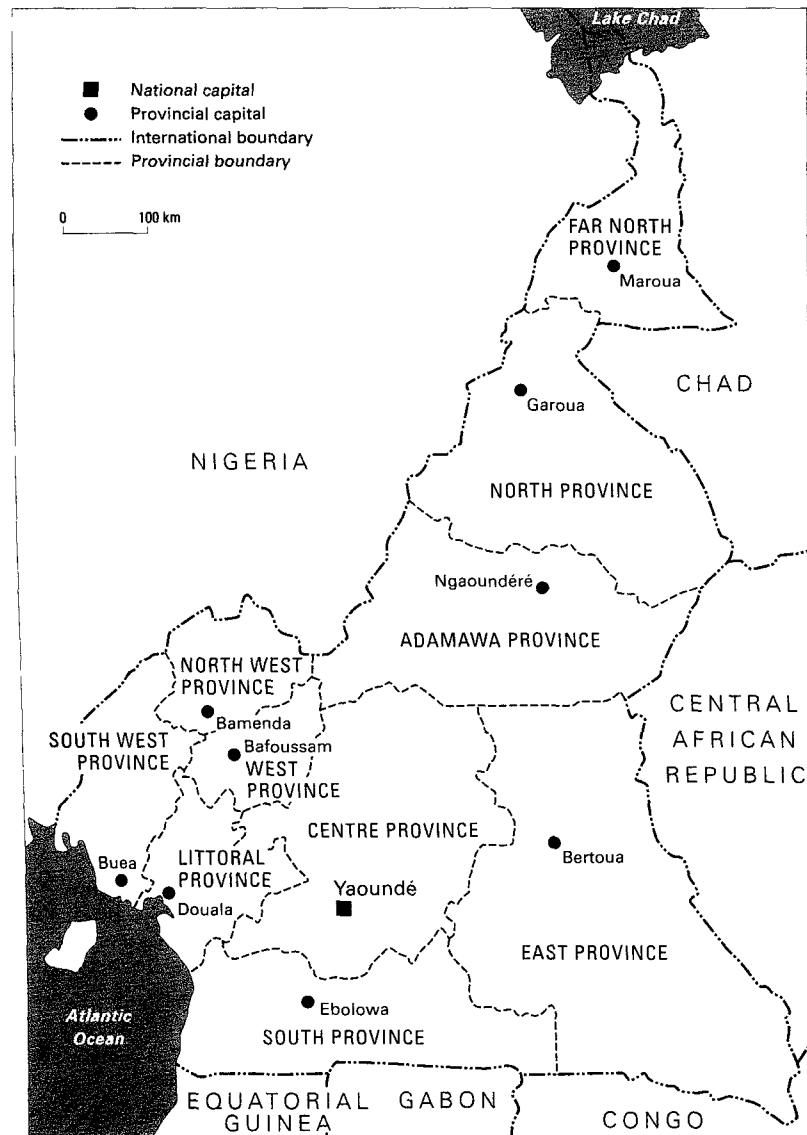 Lake Chad
National capital
Provincial capital
International boundary
Provincial boundary
0 100 km
FAR NORTH
PROVINCE
Maroua
CHAD
Garoua
NIGERIA
NORTH PROVINCE
Ngaoundéré
ADAMAWA PROVINCE
NORTH WEST
PROVINCE
Bamenda
SOUTH WEST
PROVINCE
Bafoussam
WEST
PROVINCE
CENTRAL
AFRICAN
REPUBLIC
CENTRE PROVINCE
LITTORAL
PROVINCE
Buea
Douala
Yaoundé
Bertoua
EAST PROVINCE
Atlantic
Ocean
Ebolowa
SOUTH PROVINCE
EQUATORIAL
GUINEA
GABON
CONGO